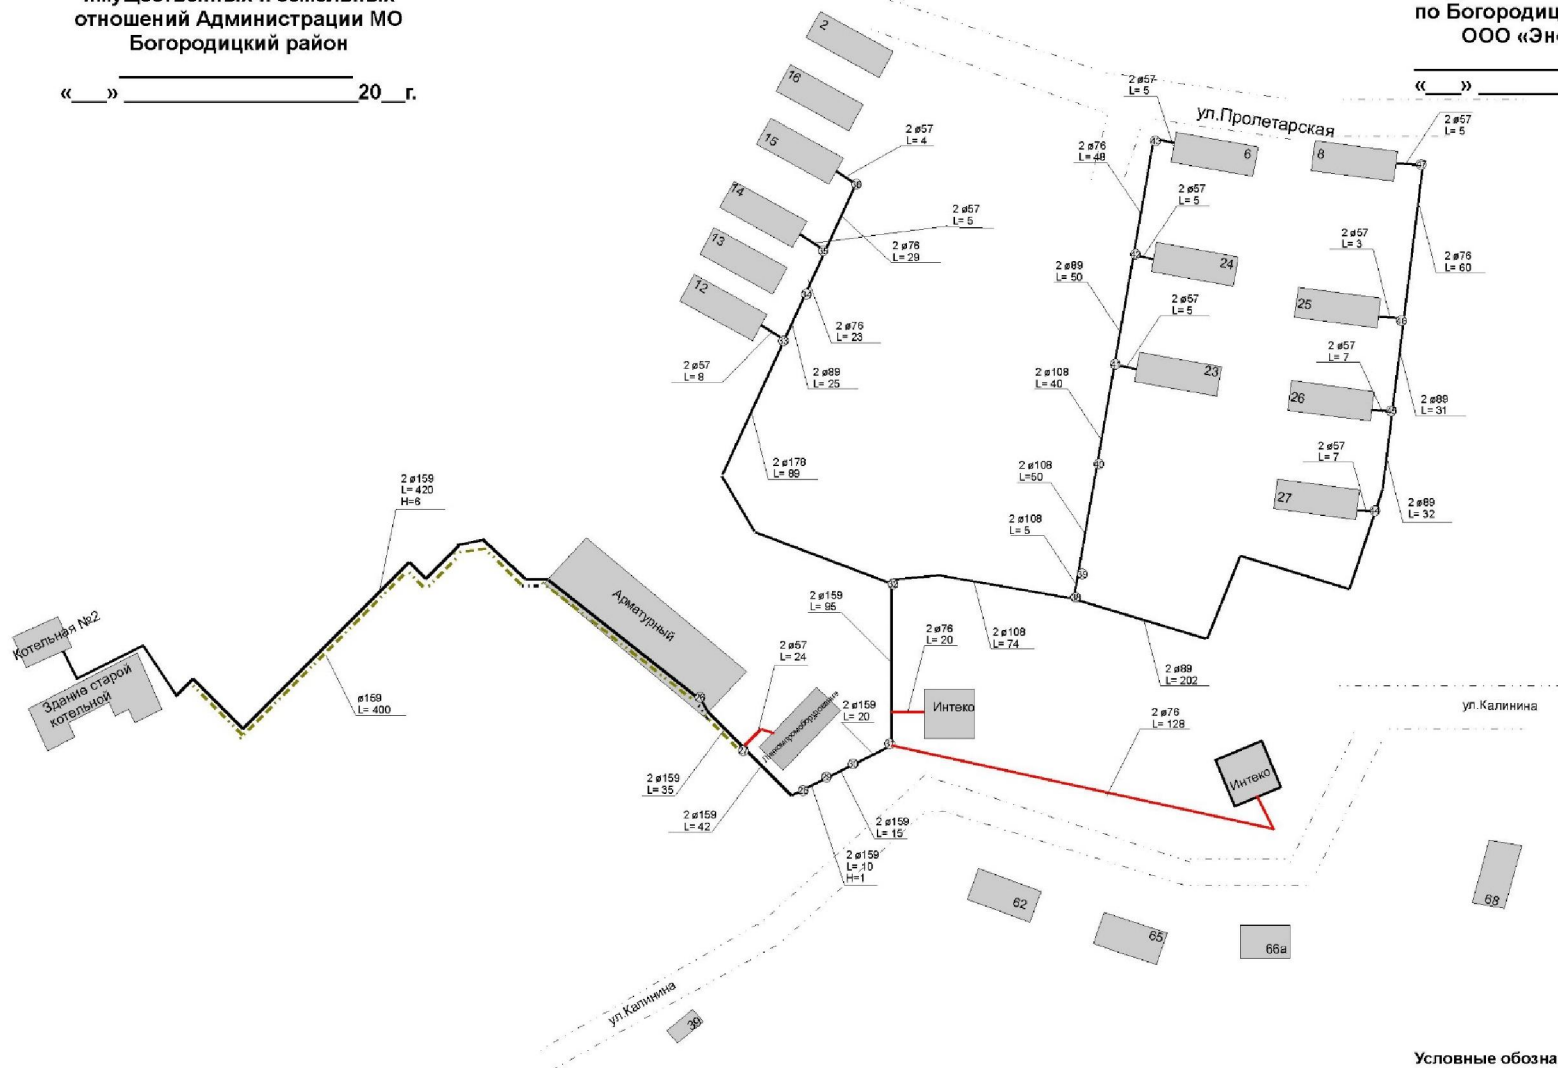 отношений Администрации МО
Богородицкий район
«___» ____________________20__г.
по Богородиц
ООО «Эн
«___»
2
16
15
14
13
12
2 ø57
L= 4
2 ø57
L= 5
2 ø76
L= 29
2 ø76
L= 23
2 ø89
L= 25
2 ø57
L= 8
2 ø178
L= 89
2 ø57
L= 5
ул.Пролетарская
6
8
2 ø57
L= 5
2 ø76
L= 48
2 ø57
L= 5
24
2 ø57
L= 3
2 ø76
L= 60
2 ø89
L= 50
2 ø57
L= 5
25
23
2 ø57
L= 7
2 ø108
L= 40
26
2 ø89
L= 31
2 ø57
L= 7
2 ø108
L=50
27
2 ø89
L= 32
2 ø108
L= 5
2 ø159
L= 420
H=6
Котельная №2
Здание старой
котельной
ø159
L= 400
Арматурный
2 ø159
L= 95
2 ø76
L= 20
2 ø108
L= 74
2 ø89
L= 202
2 ø57
L= 24
2 ø159
L= 20
Интеко
2 ø76
L= 128
ул.Калинина
Интеко
2 ø159
L= 35
2 ø159
L= 42
2 ø159
L= 15
2 ø159
L= 10
H=1
62
65
66а
68
ул.Калинина
39
Условные обозна